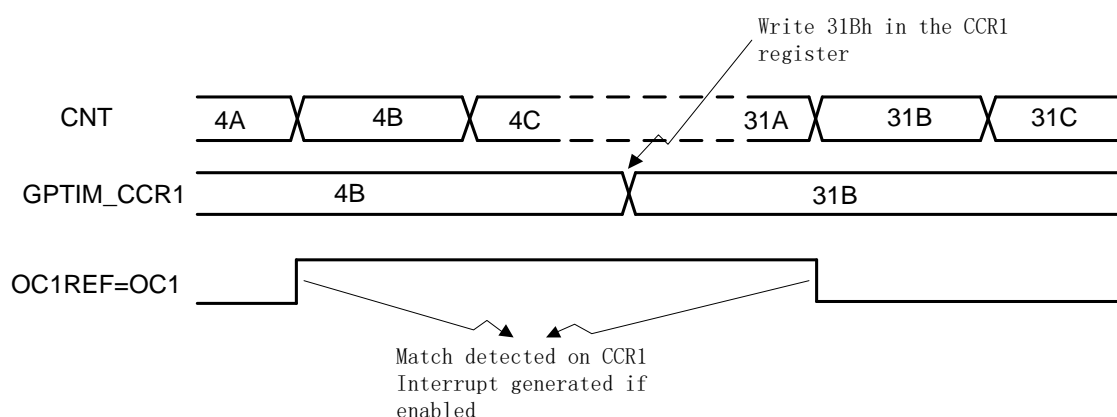 Write 31Bh in the CCR1
register
CNT 4A 4B 4C 31A 31B 31C
GPTIM_CCR1 4B 31B
OC1REF=OC1
Match detected on CCR1
Interrupt generated if
enabled